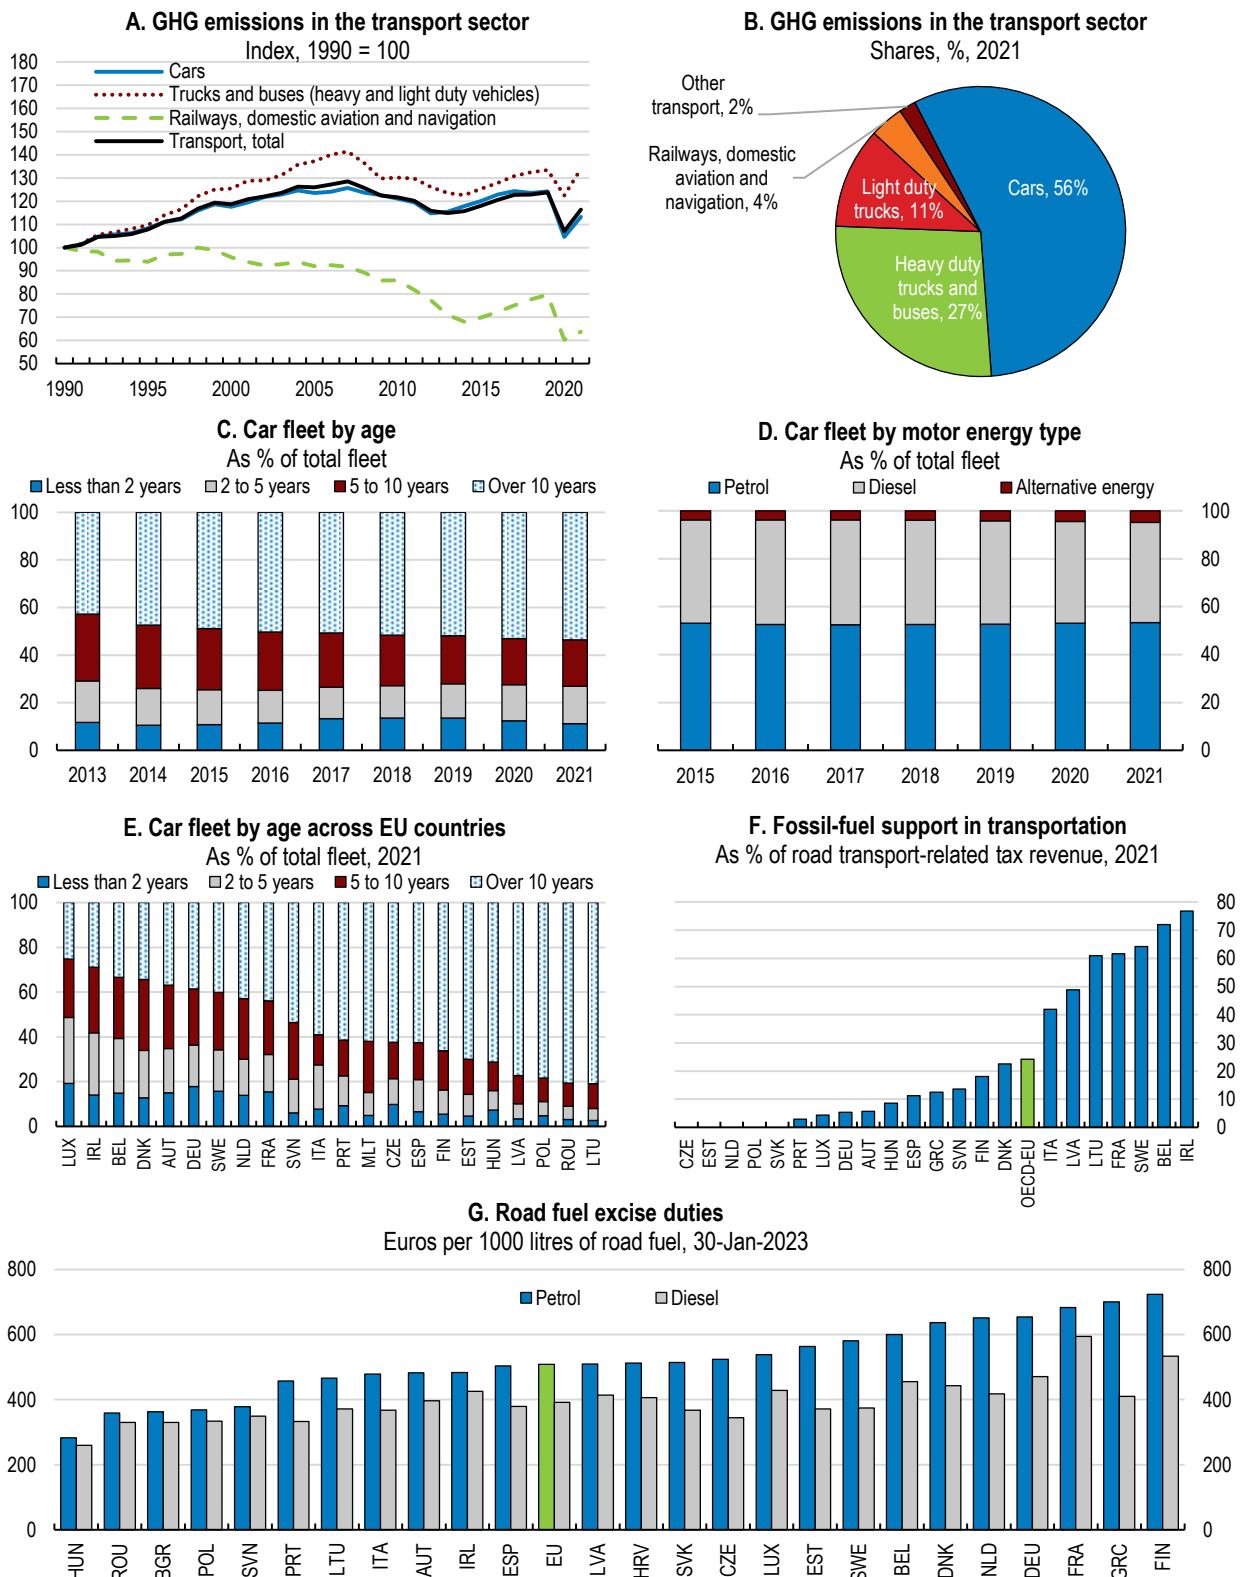 A. GHG emissions in the transport sector
Index, 1990 = 100
180
170
160
150
140
130
120
110
100
90
80
70
60
50
Cars
Trucks and buses (heavy and light duty vehicles)
Railways, domestic aviation and navigation
Transport, total
1990 1995 2000 2005 2010 2015 2020
B. GHG emissions in the transport sector
Shares, %, 2021
Other
transport, 2%
Railways, domestic
aviation and
navigation, 4%
Light duty
trucks, 11%
Cars, 56%
Heavy duty
trucks and
buses, 27%
C. Car fleet by age
As % of total fleet
Less than 2 years 2 to 5 years 5 to 10 years Over 10 years
100
80
60
40
20
0
2013 2014 2015 2016 2017 2018 2019 2020 2021
D. Car fleet by motor energy type
As % of total fleet
Petrol Diesel Alternative energy
100
80
60
40
20
0
2015 2016 2017 2018 2019 2020 2021
E. Car fleet by age across EU countries
As % of total fleet, 2021
Less than 2 years 2 to 5 years 5 to 10 years Over 10 years
100
80
60
40
20
0
LUX IRL BEL DNK AUT DEU SWE NLD FRA SVN ITA PRT MLT CZE ESP FIN EST HUN LVA POL ROU LTU
F. Fossil-fuel support in transportation
As % of road transport-related tax revenue, 2021
80
70
60
50
40
30
20
10
0
CZE EST NLD POL SVK PRT LUX DEU AUT HUN ESP GRC SVN FIN DNK OECD-EU ITA LVA LTU FRA SWE BEL IRL
G. Road fuel excise duties
Euros per 1000 litres of road fuel, 30-Jan-2023
Petrol Diesel
800 800
600 600
400 400
200 200
0 0
HUN ROU BGR POL SVN PRT LTU ITA AUT IRL ESP EU LVA HRV SVK CZE LUX EST SWE BEL DNK NLD DEU FRA GRC FIN